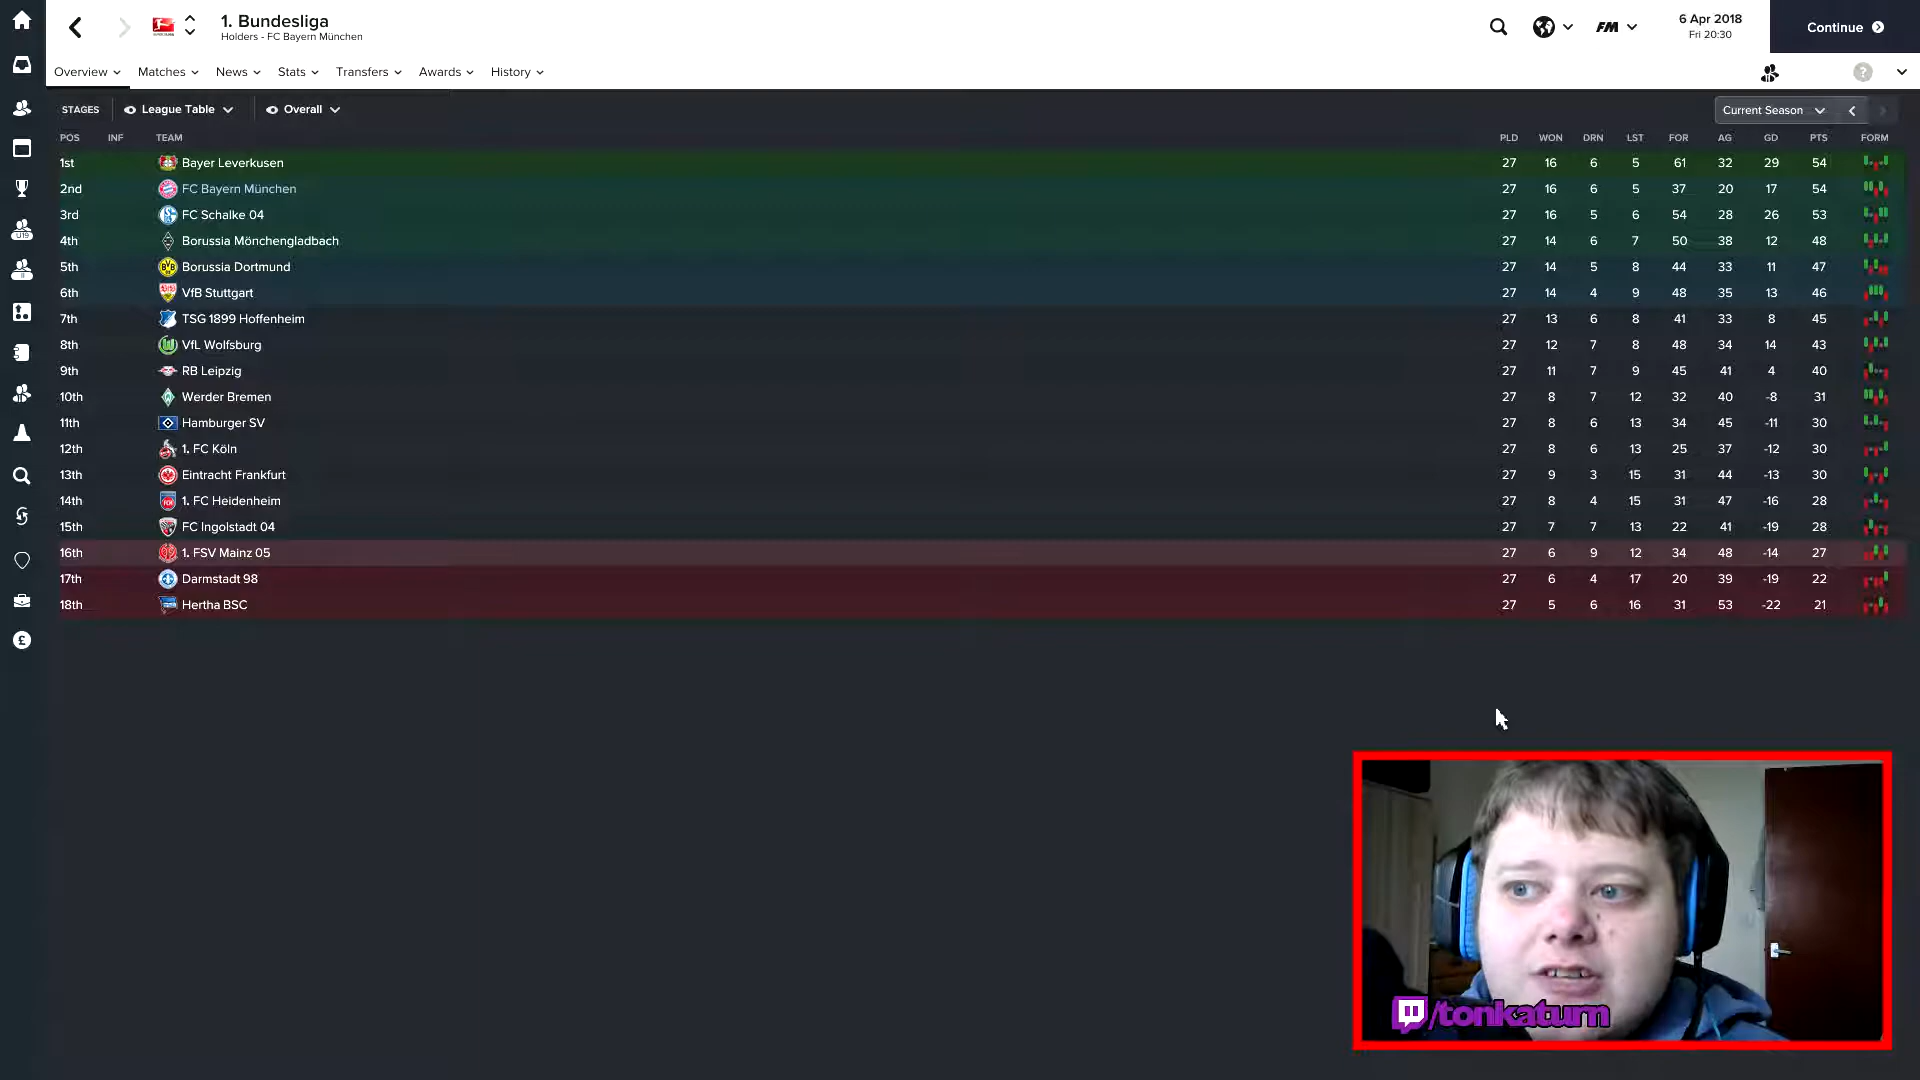 1. Bundesliga
Holders - FC Bayern München
FM
6 Apr 2018
Fri 20:30
Continue
Overview Matches News Stats Transfers Awards History
?
STAGES League Table Overall Current Season
POS INF TEAM PLD WON DRN LST FOR AG GD PTS FORM
1st Bayer Leverkusen 27 16 6 5 61 32 29 54
2nd FC Bayern München 27 16 6 5 37 20 17 54
3rd FC Schalke 04 27 16 5 6 54 28 26 53
4th Borussia Mönchengladbach 27 14 6 7 50 38 12 48
5th Borussia Dortmund 27 14 5 8 44 33 11 47
6th VfB Stuttgart 27 14 4 9 48 35 13 46
7th TSG 1899 Hoffenheim 27 13 6 8 41 33 8 45
8th VfL Wolfsburg 27 12 7 8 48 34 14 43
9th RB Leipzig 27 11 7 9 45 41 4 40
10th Werder Bremen 27 8 7 12 32 40 -8 31
11th Hamburger SV 27 8 6 13 34 45 -11 30
12th 1. FC Köln 27 8 6 13 25 37 -12 30
13th Eintracht Frankfurt 27 9 3 15 31 44 -13 30
14th 1. FC Heidenheim 27 8 4 15 31 47 -16 28
15th FC Ingolstadt 04 27 7 7 13 22 41 -19 28
16th 1. FSV Mainz 05 27 6 9 12 34 48 -14 27
17th Darmstadt 98 27 6 4 17 20 39 -19 22
18th Hertha BSC 27 5 6 16 31 53 -22 21
U19
II
£
/tonkaturn